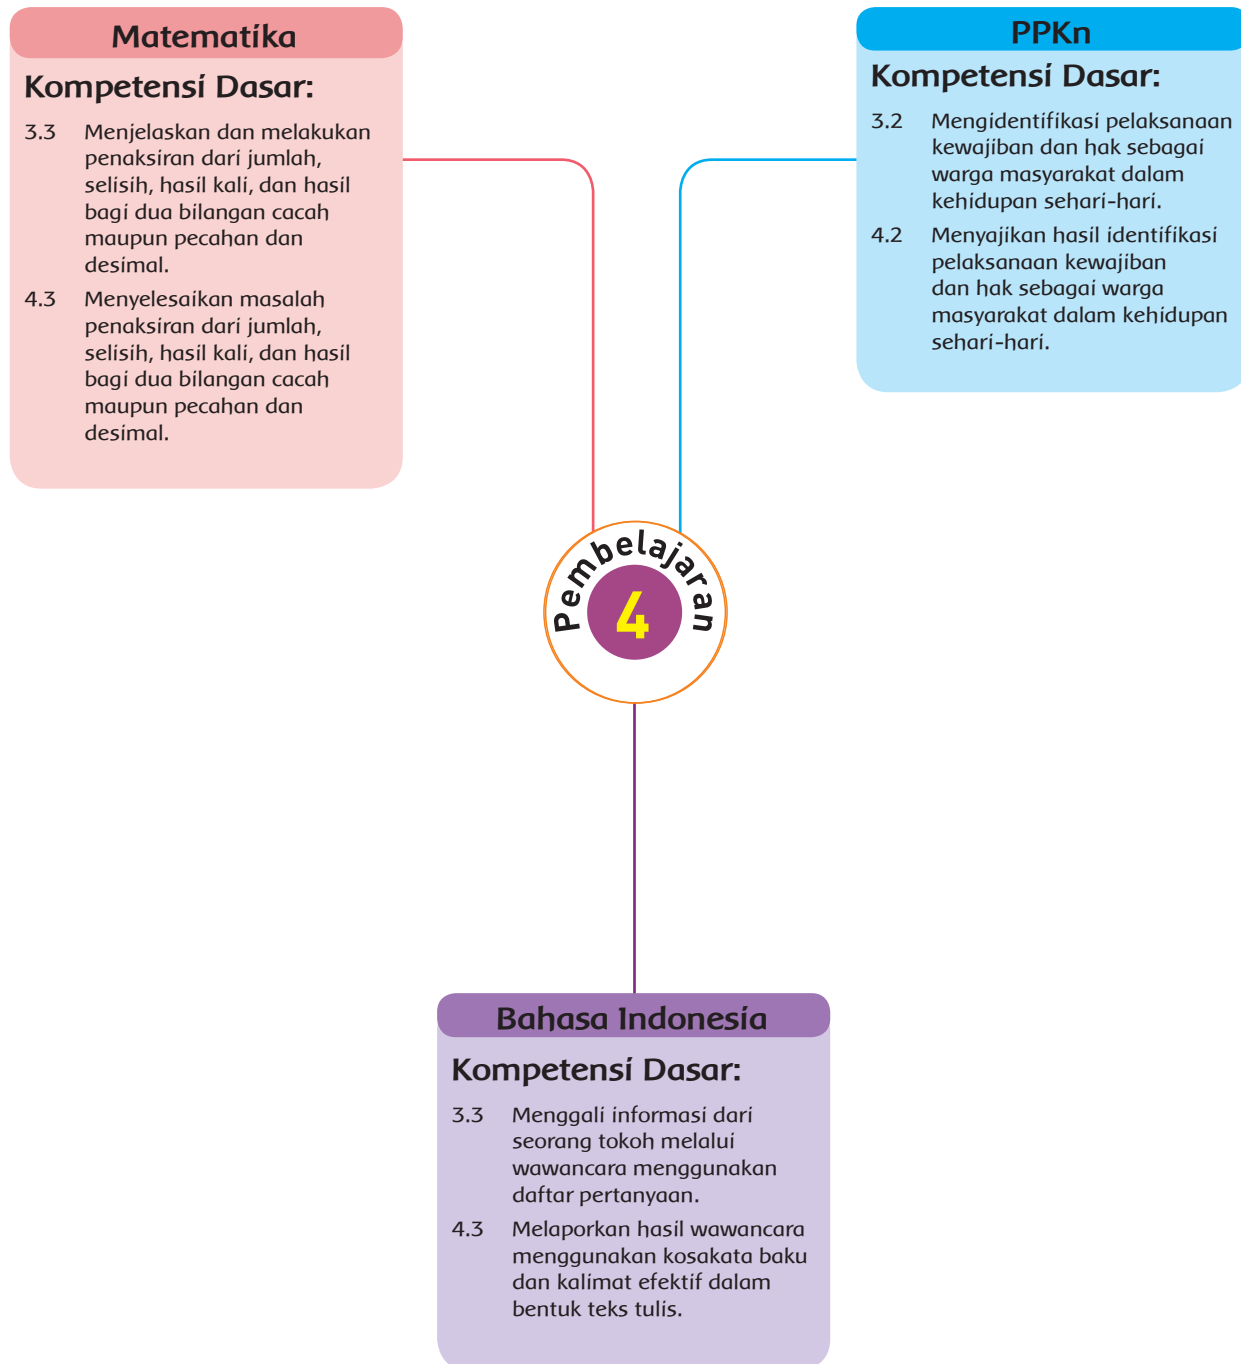 Matematika
Kompetensi Dasar:
3.3 Menjelaskan dan melakukan
penaksiran dari jumlah,
selisih, hasil kali, dan hasil
bagi dua bilangan cacah
maupun pecahan dan
desimal.
4.3 Menyelesaikan masalah
penaksiran dari jumlah,
selisih, hasil kali, dan hasil
bagi dua bilangan cacah
maupun pecahan dan
desimal.
PPKn
Kompetensi Dasar:
3.2 Mengidentifikasi pelaksanaan
kewajiban dan hak sebagai
warga masyarakat dalam
kehidupan sehari-hari.
4.2 Menyajikan hasil identifikasi
pelaksanaan kewajiban
dan hak sebagai warga
masyarakat dalam kehidupan
sehari-hari.
Pembelajaran
4
Bahasa Indonesia
Kompetensi Dasar:
3.3 Menggali informasi dari
seorang tokoh melalui
wawancara menggunakan
daftar pertanyaan.
4.3 Melaporkan hasil wawancara
menggunakan kosakata baku
dan kalimat efektif dalam
bentuk teks tulis.